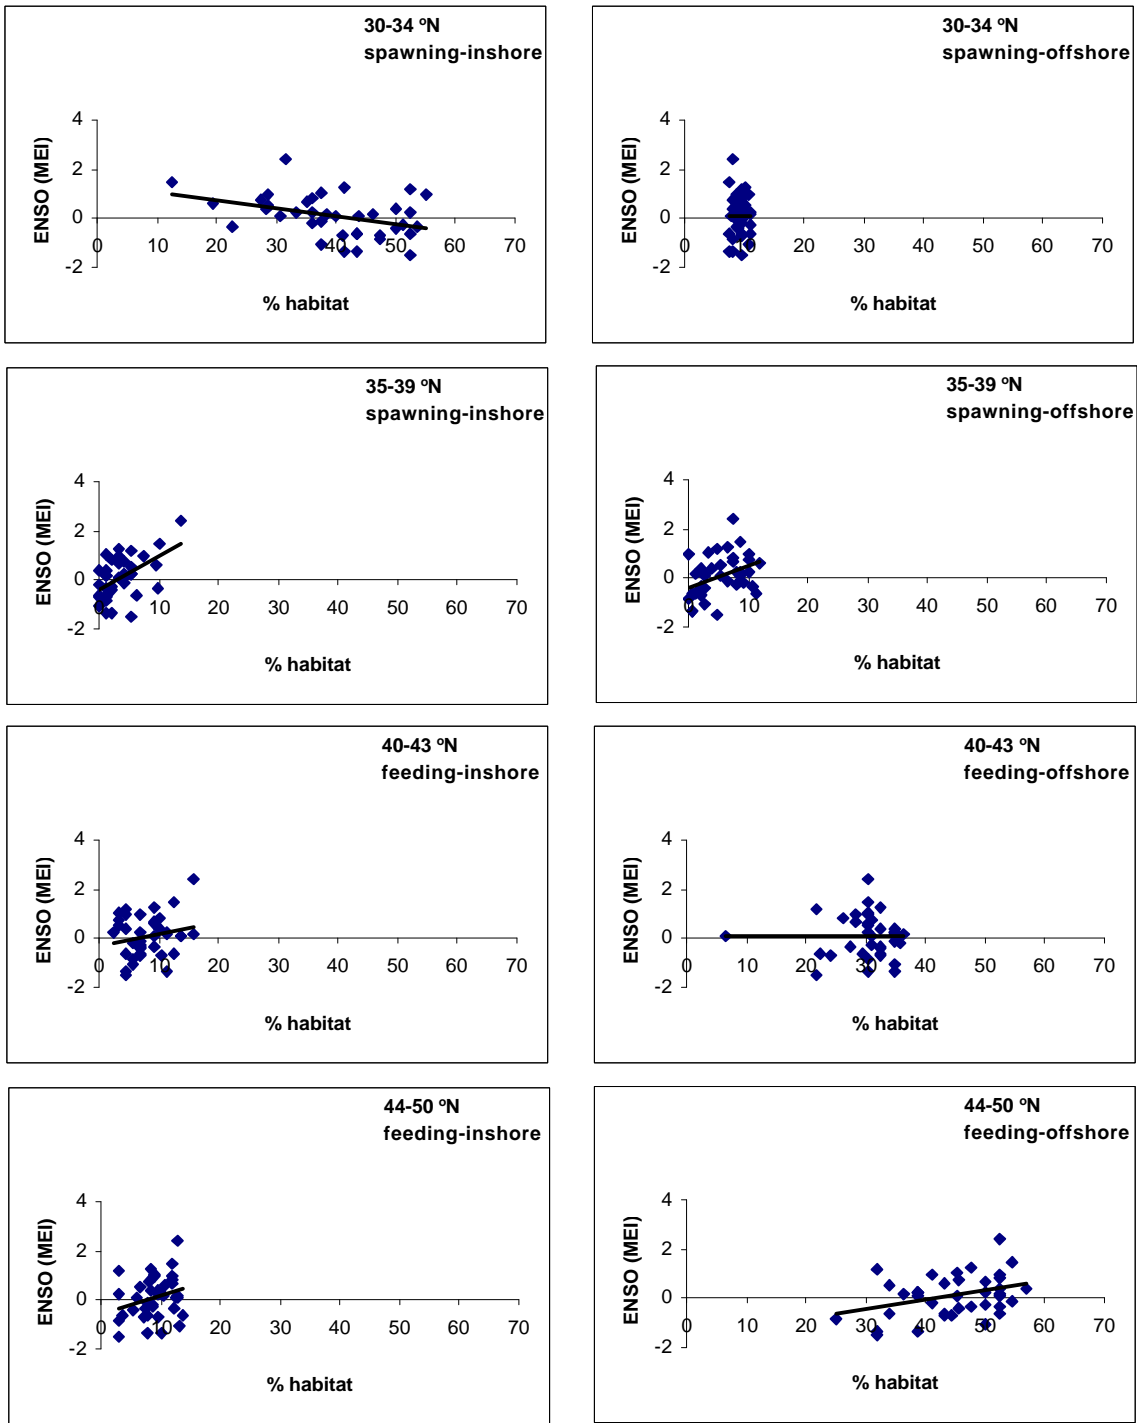 30-34 ºN
spawning-inshore
ENSO (MEI)
4
2
0
-2
0 10 20 30 40 50 60 70
% habitat
30-34 ºN
spawning-offshore
ENSO (MEI)
4
2
0
-2
0 10 20 30 40 50 60 70
% habitat
35-39 ºN
spawning-inshore
ENSO (MEI)
4
2
0
-2
0 10 20 30 40 50 60 70
% habitat
35-39 ºN
spawning-offshore
ENSO (MEI)
4
2
0
-2
0 10 20 30 40 50 60 70
% habitat
40-43 ºN
feeding-inshore
ENSO (MEI)
4
2
0
-2
0 10 20 30 40 50 60 70
% habitat
40-43 ºN
feeding-offshore
ENSO (MEI)
4
2
0
-2
0 10 20 30 40 50 60 70
% habitat
44-50 ºN
feeding-inshore
ENSO (MEI)
4
2
0
-2
0 10 20 30 40 50 60 70
% habitat
44-50 ºN
feeding-offshore
ENSO (MEI)
4
2
0
-2
0 10 20 30 40 50 60 70
% habitat